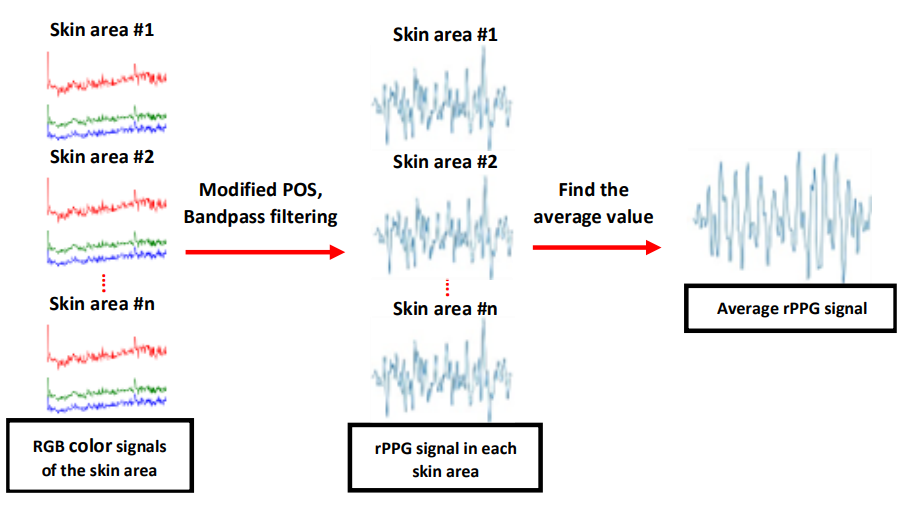 Skin area #1
Skin area #2
Skin area #n
RGB color signals
of the skin area
Modified POS,
Bandpass filtering
Skin area #1
Skin area #2
Skin area #n
rPPG signal in each
skin area
Find the
average value
Average rPPG signal